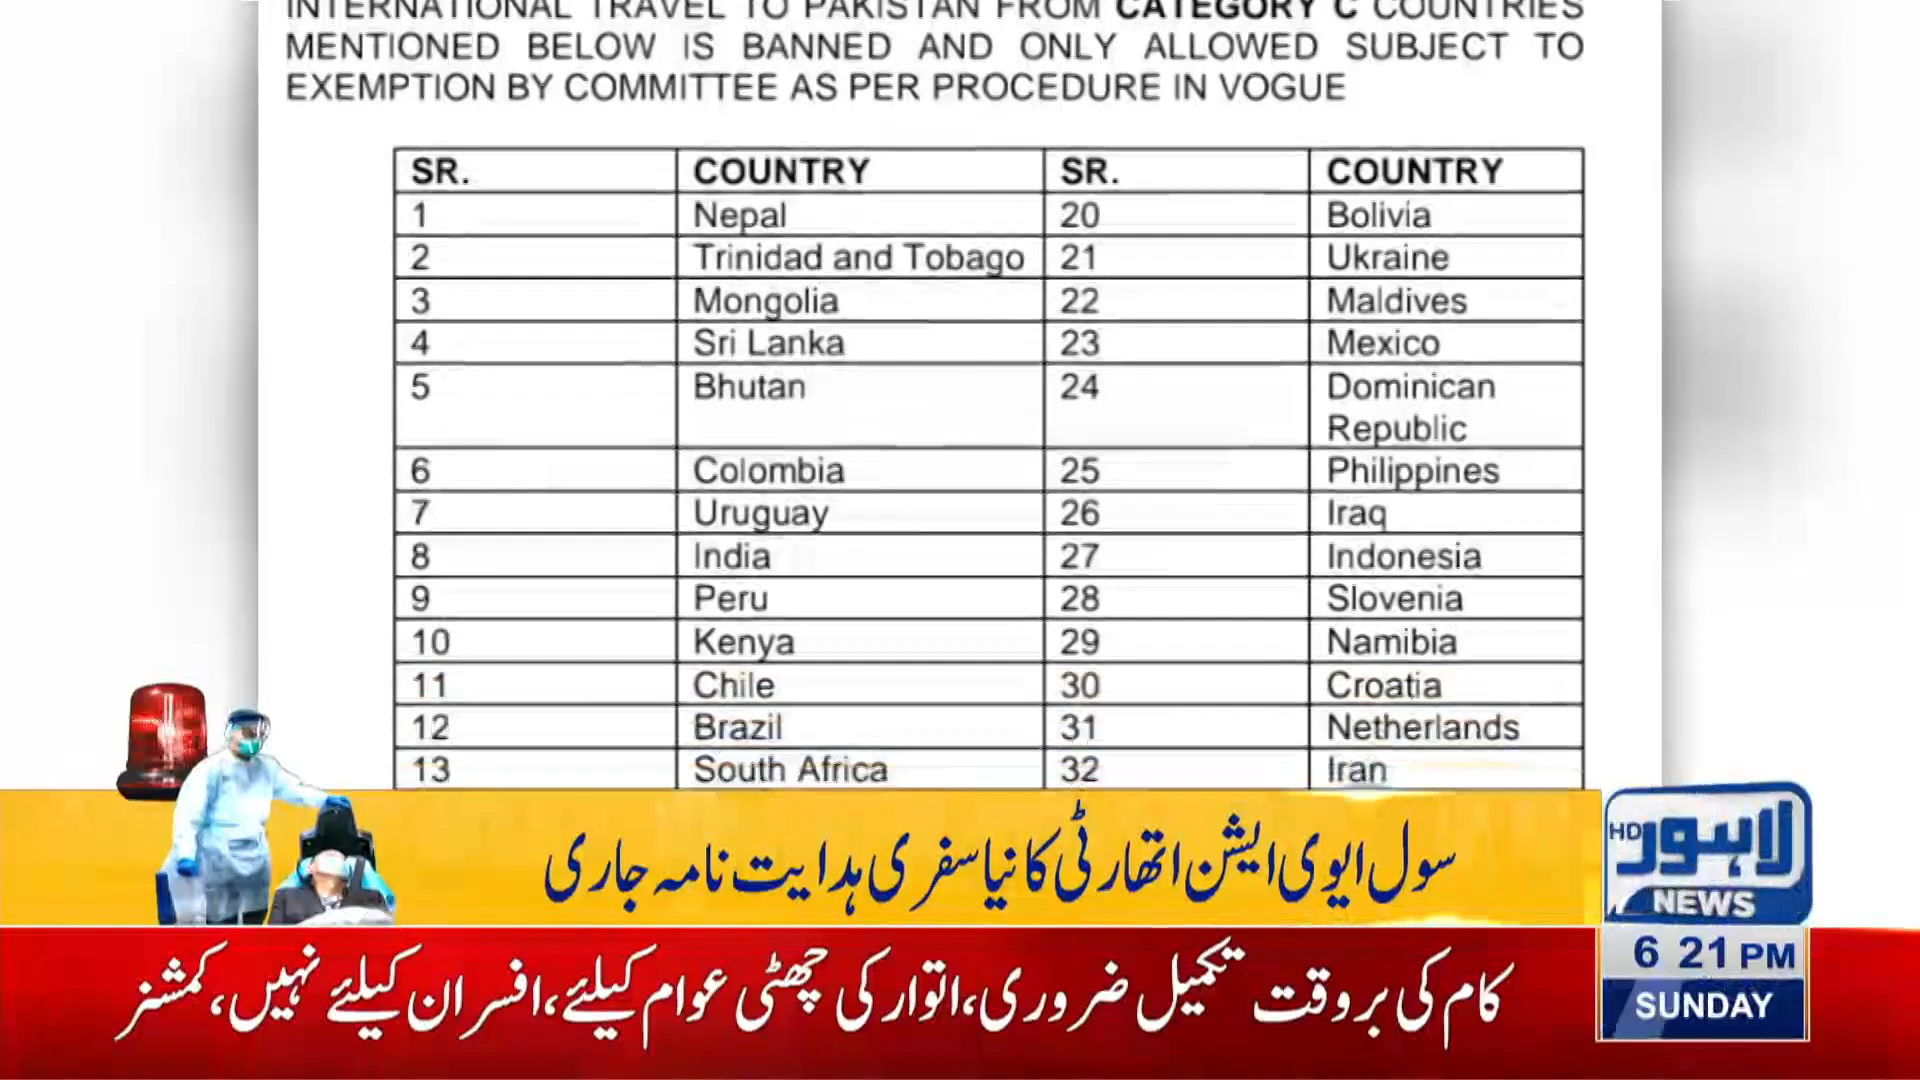 INTERNATIONAL TRAVEL TO PAKISTAN FROM CATEGORY C COUNTRIES
MENTIONED BELOW IS BANNED AND ONLY ALLOWED SUBJECT TO
EXEMPTION BY COMMITTEE AS PER PROCEDURE IN VOGUE
SR. COUNTRY SR. COUNTRY
1 Nepal 20 Bolivia
2 Trinidad and Tobago 21 Ukraine
3 Mongolia 22 Maldives
4 Sri Lanka 23 Mexico
5 Bhutan 24 Dominican
Republic
6 Colombia 25 Philippines
7 Uruguay 26 Iraq
8 India 27 Indonesia
9 Peru 28 Slovenia
10 Kenya 29 Namibia
11 Chile 30 Croatia
12 Brazil 31 Netherlands
13 South Africa 32 Iran
سول ایوی ایشن اتھارٹی کا نیا سفری ہدایت نامہ جاری
HD لاہور
NEWS
کام کی بروقت تکمیل ضروری، اتوار کی چھٹی عوام کیلئے، افسران کیلئے نہیں، کمشنر
6 21 PM
SUNDAY